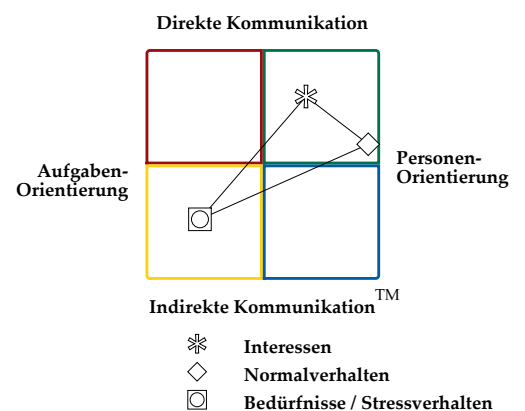 Direkte Kommunikation
Aufgaben-
Orientierung
Personen-
Orientierung
Indirekte Kommunikation™
Interessen
Normalverhalten
Bedürfnisse / Stressverhalten